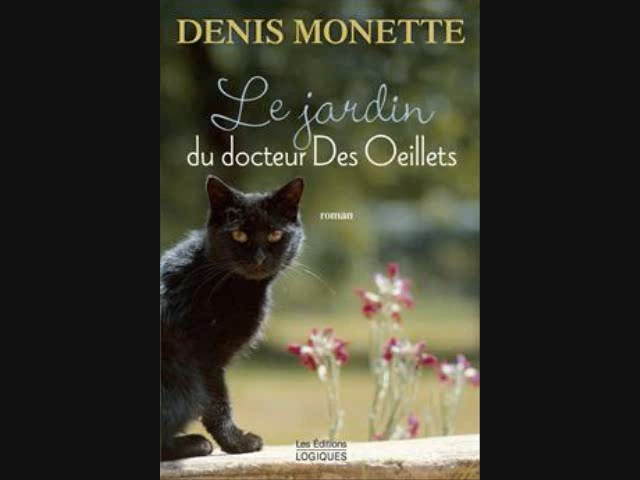 DENIS MONETTE
Le jardin
du docteur Des Oeillets
roman
Les Éditions
LOGIQUES